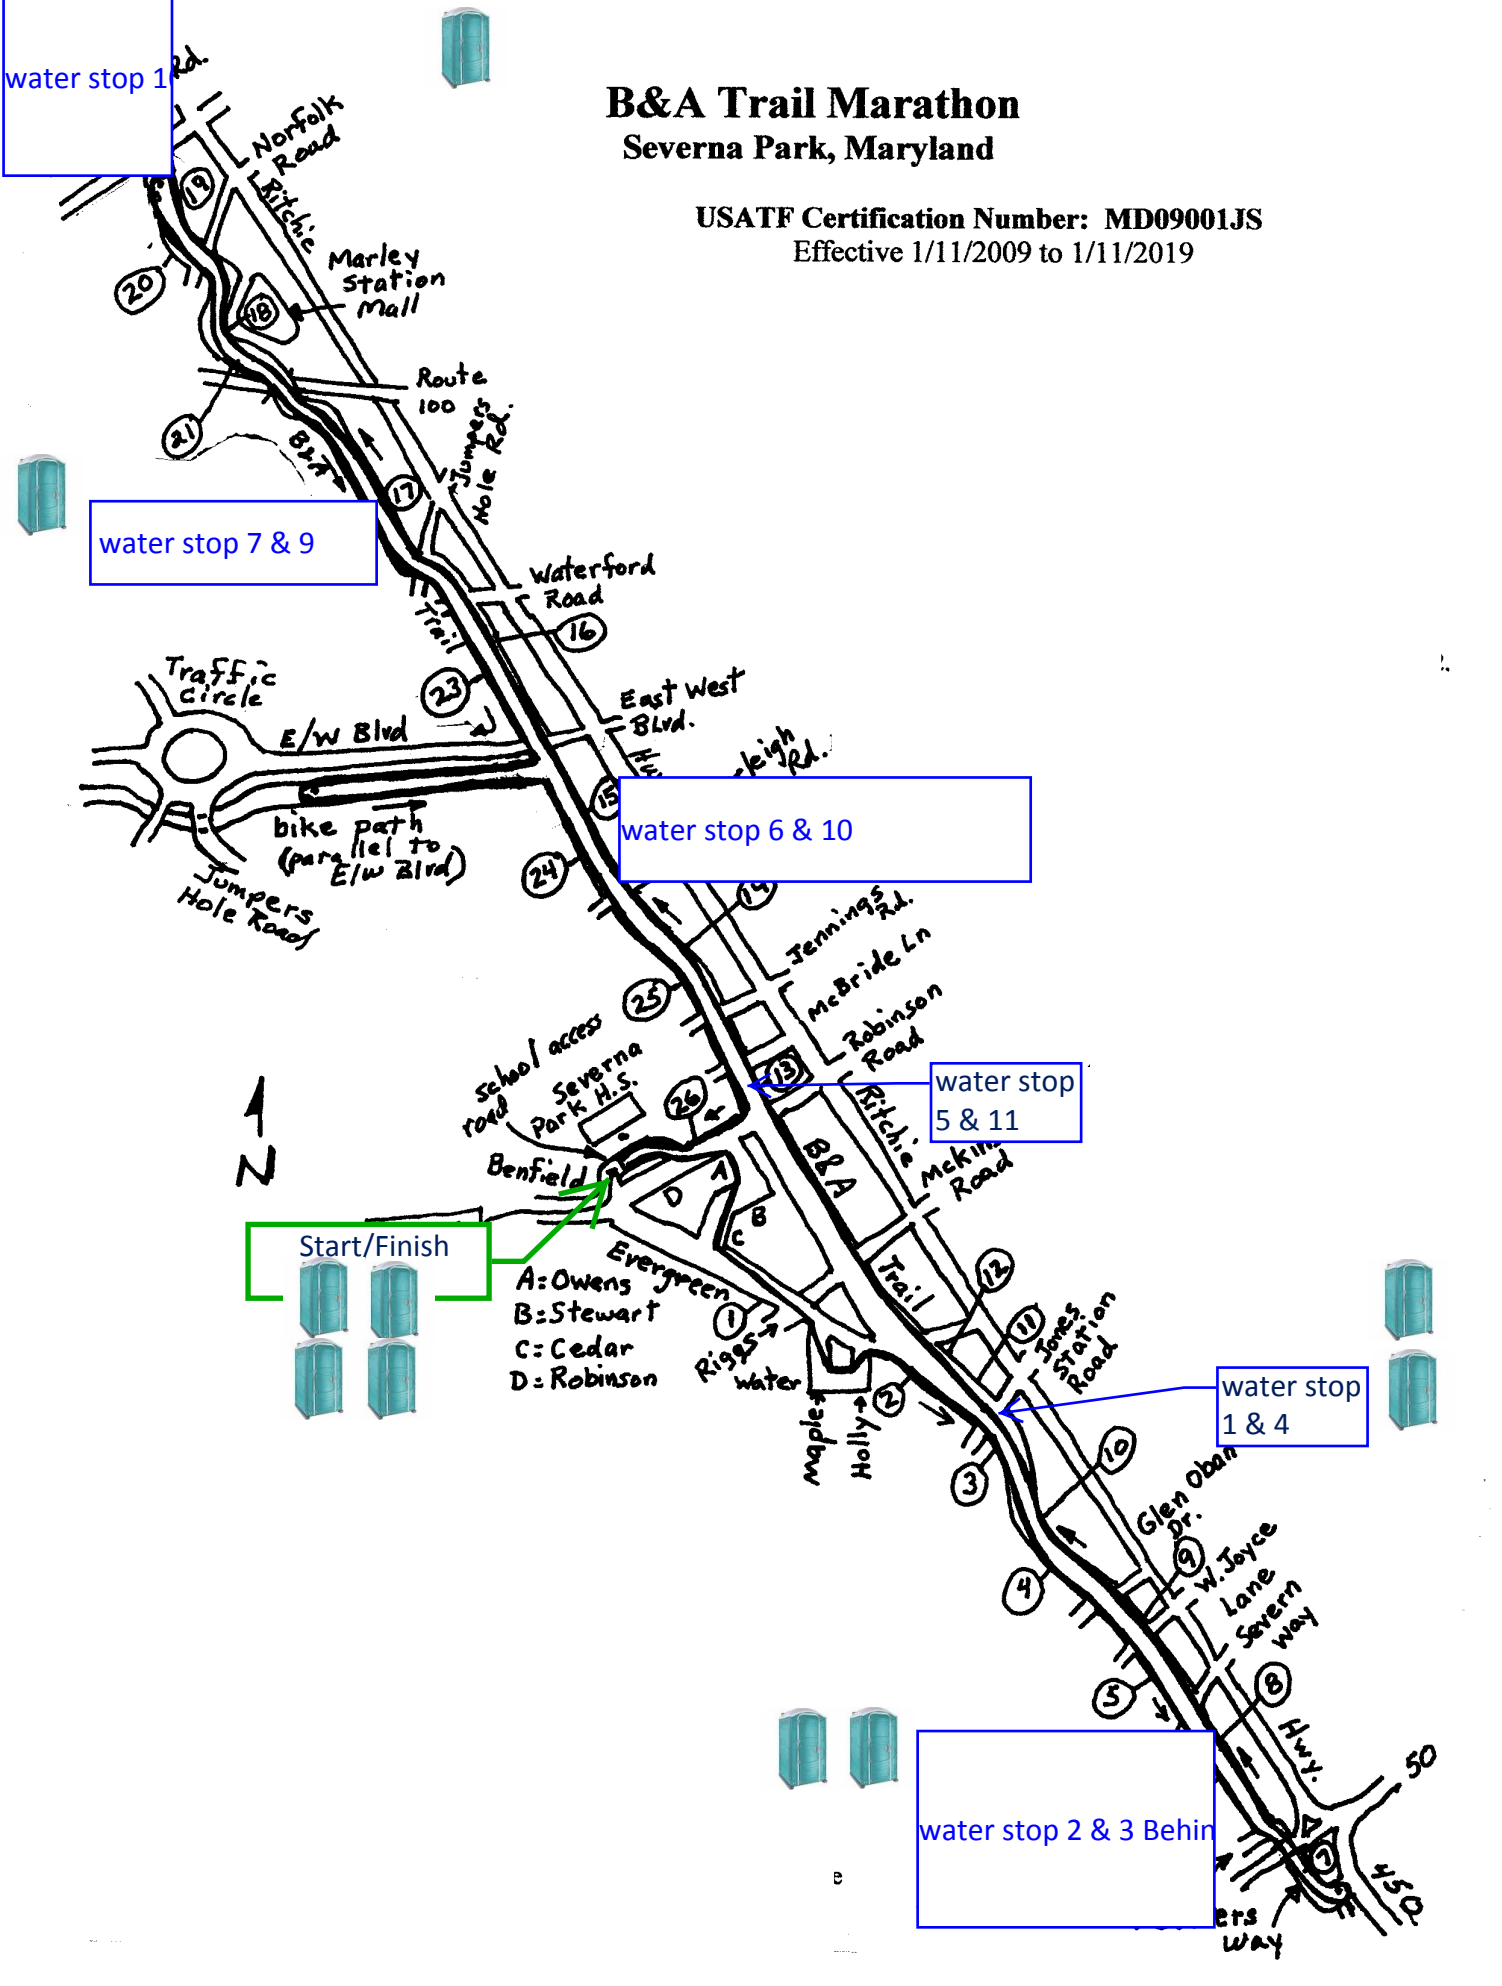 water stop 1
Rd.
B&A Trail Marathon
Severna Park, Maryland
USATF Certification Number: MD09001JS
Effective 1/11/2009 to 1/11/2019
Norfolk
Road
Ritchie
19
Marley
Station
Mall
20
18
Route
100
Jumpers
Hole Rd.
21
B&A
17
water stop 7 & 9
Waterford
Road
Trail
16
23
Traffic
Circle
East West
Blvd.
E/W Blvd
Rd.
15
water stop 6 & 10
bike path
(parallel to
E/W Blvd)
24
14
Jumpers
Hole Road
Jennings
Rd.
McBride Ln
25
Robinson
Road
school access
road
Severna
Park H.S.
26
13
water stop
5 & 11
Ritchie
N
Benfield
A
D
B
C
B&A
Road
Start/Finish
Evergreen
A=Owens
B=Stewart
C=Cedar
D=Robinson
1
Riggs
water
Maple
Holly
2
Trail
12
11
Jones
Station
Road
water stop
1 & 4
3
10
Glen Oban
Dr.
4
9
W. Joyce
Lane
Severn
Way
5
8
Hwy.
50
water stop 2 & 3 Behin
7
450
ers
Way
e